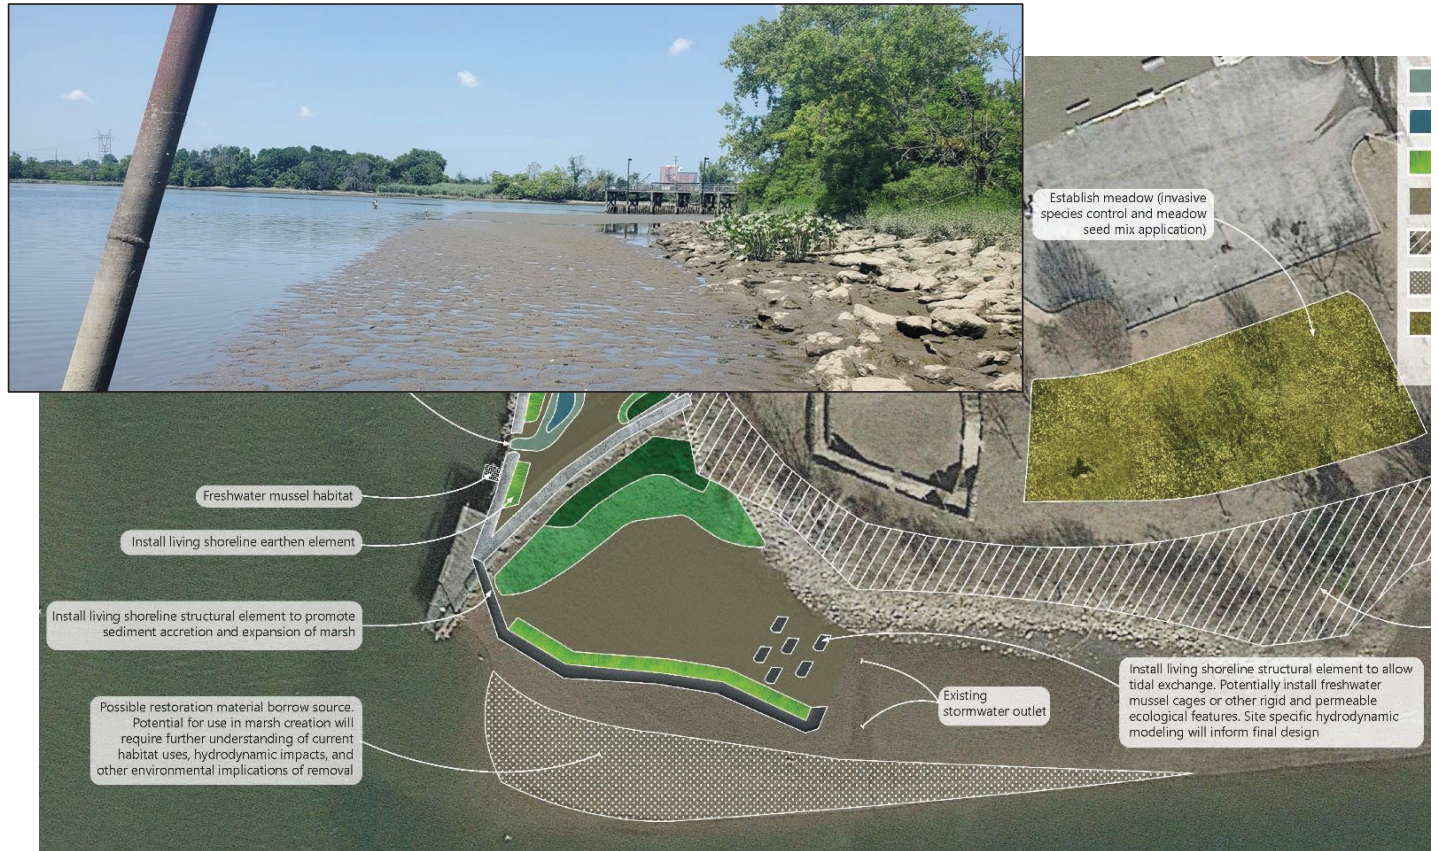 Establish meadow (invasive
species control and meadow
seed mix application)
Freshwater mussel habitat
Install living shoreline earthen element
Install living shoreline structural element to promote
sediment accretion and expansion of marsh
Possible restoration material borrow source.
Potential for use in marsh creation will
require further understanding of current
habitat uses, hydrodynamic impacts, and
other environmental implications of removal
Existing
stormwater outlet
Install living shoreline structural element to allow
tidal exchange. Potentially install freshwater
mussel cages or other rigid and permeable
ecological features. Site specific hydrodynamic
modeling will inform final design